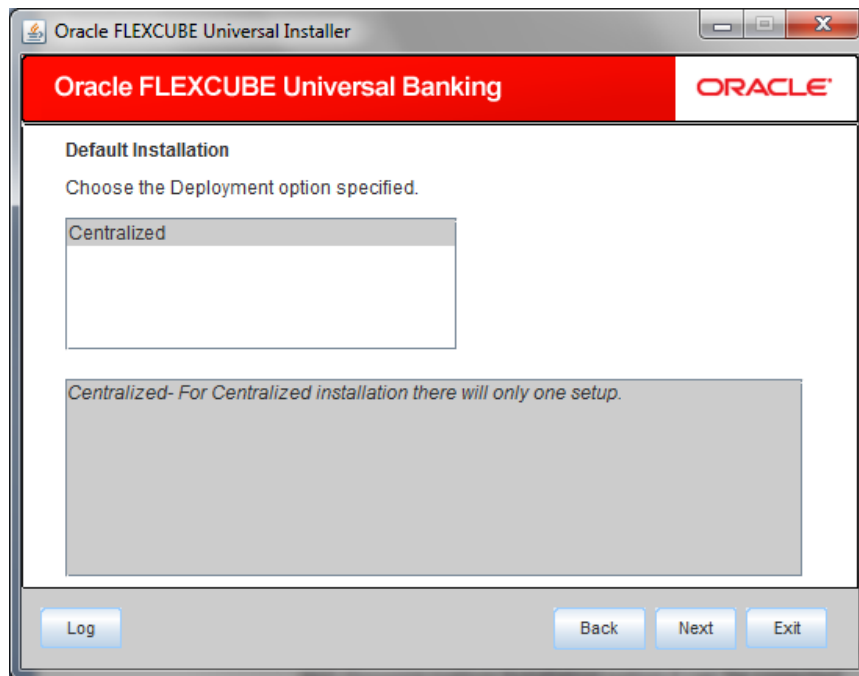 Oracle FLEXCUBE Universal Installer
Oracle FLEXCUBE Universal Banking
ORACLE
Default Installation
Choose the Deployment option specified.
Centralized
Centralized- For Centralized installation there will only one setup.
Log Back Next Exit